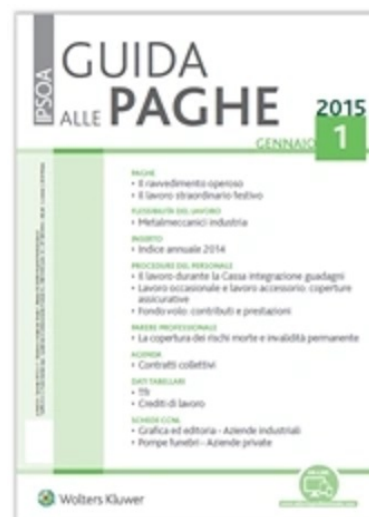 IPSOA
GUIDA
ALLE PAGHE
2015
GENNAIO 1
PAGHE
• Il ravvedimento operoso
• Il lavoro straordinario festivo
FLESSIBILITÀ DEL LAVORO
• Metalmeccanici industria
INSERTO
• Indice annuale 2014
PROCEDURE DEL PERSONALE
• Il lavoro durante la Cassa integrazione guadagni
• Lavoro occasionale e lavoro accessorio: coperture
assicurative
• Fondo volo: contributi e prestazioni
PARERE PROFESSIONALE
• La copertura dei rischi morte e invalidità permanente
AGENDA
• Contratti collettivi
DATI TABELLARI
• Tfr
• Crediti di lavoro
SCHEDE CCNL
• Grafica ed editoria - Aziende industriali
• Pompe funebri - Aziende private
Wolters Kluwer